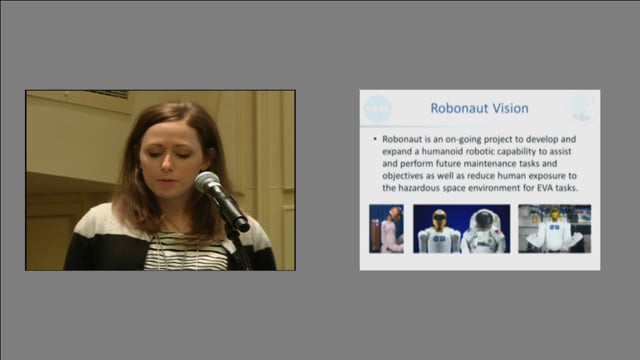 NASA
Robonaut Vision
• Robonaut is an on-going project to develop and
expand a humanoid robotic capability to assist
and perform future maintenance tasks and
objectives as well as reduce human exposure to
the hazardous space environment for EVA tasks.